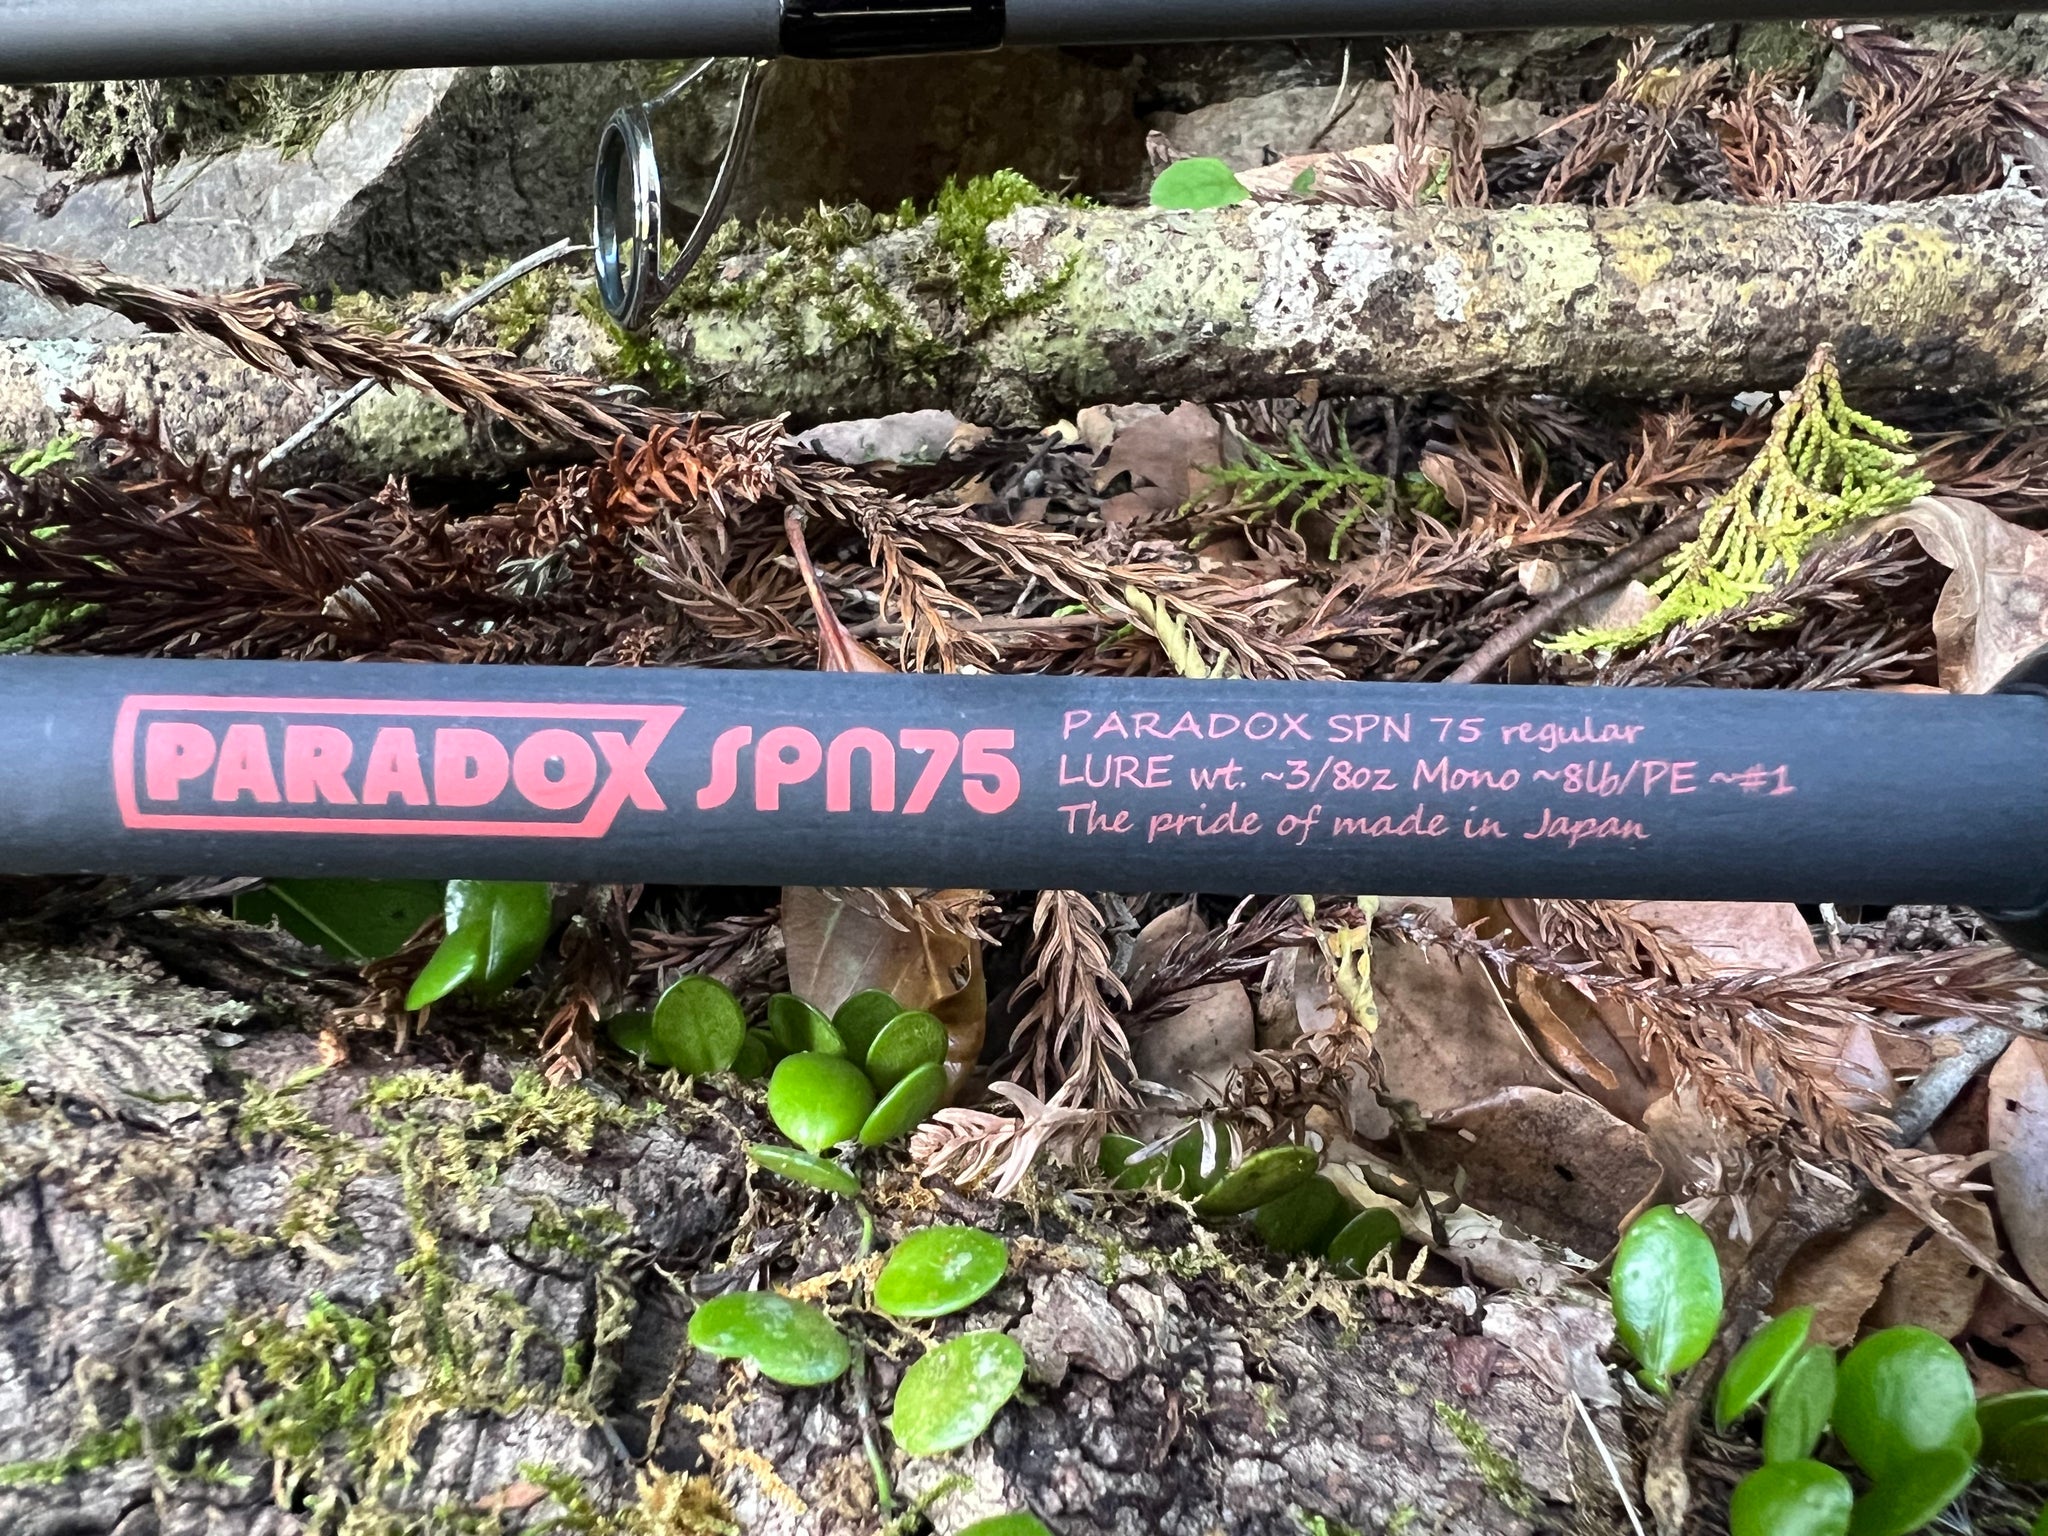 PARADOX SPN75
PARADOX SPN 75 regular
LURE wt. ~3/8oz Mono ~8lb/PE ~#1
The pride of made in Japan